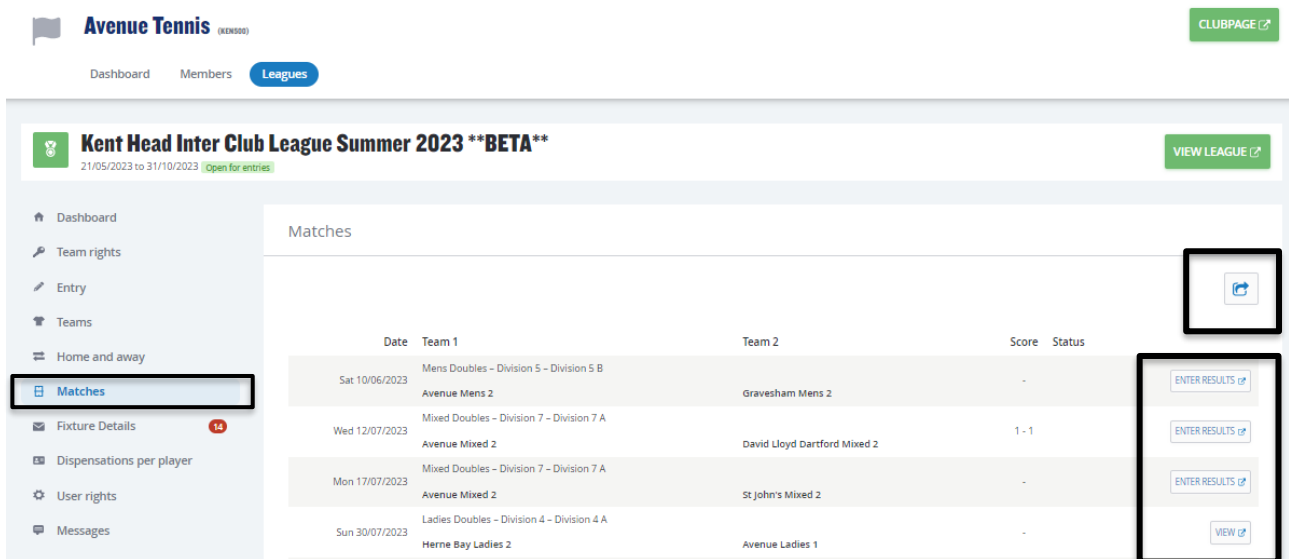 Avenue Tennis (KEN500)
CLUBPAGE
Dashboard Members Leagues
Kent Head Inter Club League Summer 2023 **BETA**
21/05/2023 to 31/10/2023 Open for entries
VIEW LEAGUE
Dashboard
Team rights
Entry
Teams
Home and away
Matches
Fixture Details 14
Dispensations per player
User rights
Messages
Matches
Date Team 1 Team 2 Score Status
Mens Doubles – Division 5 – Division 5 B
Sat 10/06/2023 - ENTER RESULTS
Avenue Mens 2 Gravesham Mens 2
Mixed Doubles – Division 7 – Division 7 A
Wed 12/07/2023 1 - 1 ENTER RESULTS
Avenue Mixed 2 David Lloyd Dartford Mixed 2
Mixed Doubles – Division 7 – Division 7 A
Mon 17/07/2023 - ENTER RESULTS
Avenue Mixed 2 St John's Mixed 2
Ladies Doubles – Division 4 – Division 4 A
Sun 30/07/2023 - VIEW
Herne Bay Ladies 2 Avenue Ladies 1